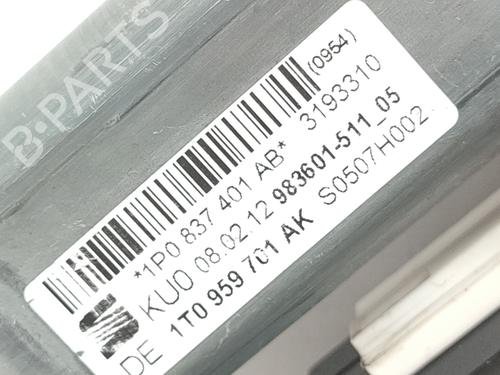 B-PARTS
(0954)
*1P0 837 401 AB* 3193310
KU0 08.02.12 983601-511_05
DE 1T0 959 701 AK S0507H002